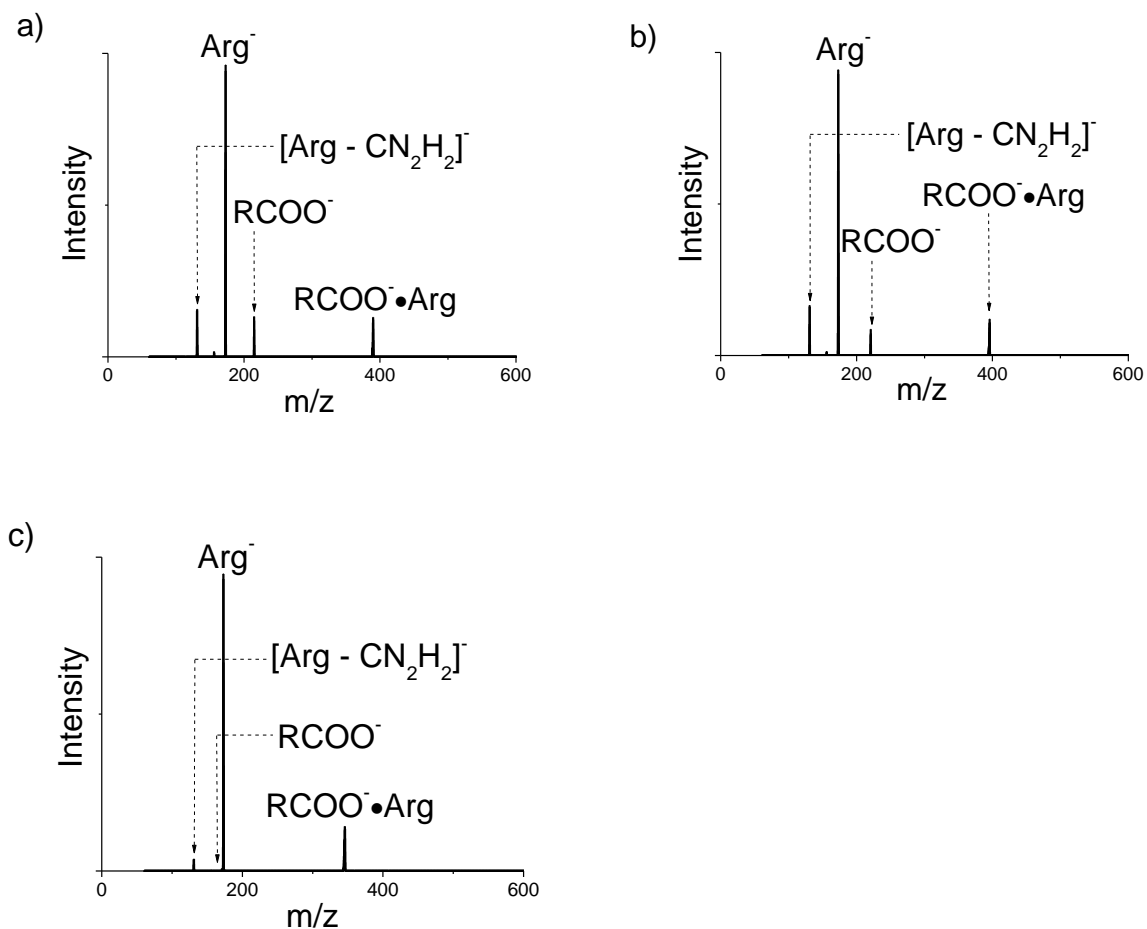 a)
Arg⁻
[Arg - CN₂H₂]⁻
RCOO⁻
RCOO⁻•Arg
Intensity
0 200 400 600
m/z
b)
Arg⁻
[Arg - CN₂H₂]⁻
RCOO⁻•Arg
RCOO⁻
Intensity
0 200 400 600
m/z
c)
Arg⁻
[Arg - CN₂H₂]⁻
RCOO⁻
RCOO⁻•Arg
Intensity
0 200 400 600
m/z